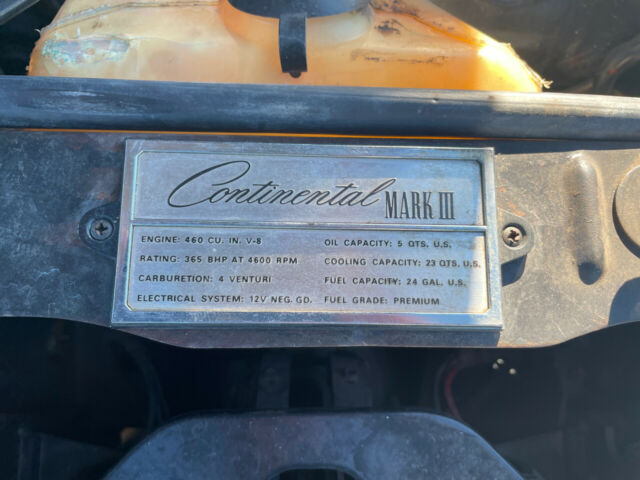 Continental MARK III
ENGINE: 460 CU. IN. V-8 OIL CAPACITY: 5 QTS. U.S.
RATING: 365 BHP AT 4600 RPM COOLING CAPACITY: 23 QTS. U.S.
CARBURETION: 4 VENTURI FUEL CAPACITY: 24 GAL. U.S.
ELECTRICAL SYSTEM: 12V NEG. GD. FUEL GRADE: PREMIUM